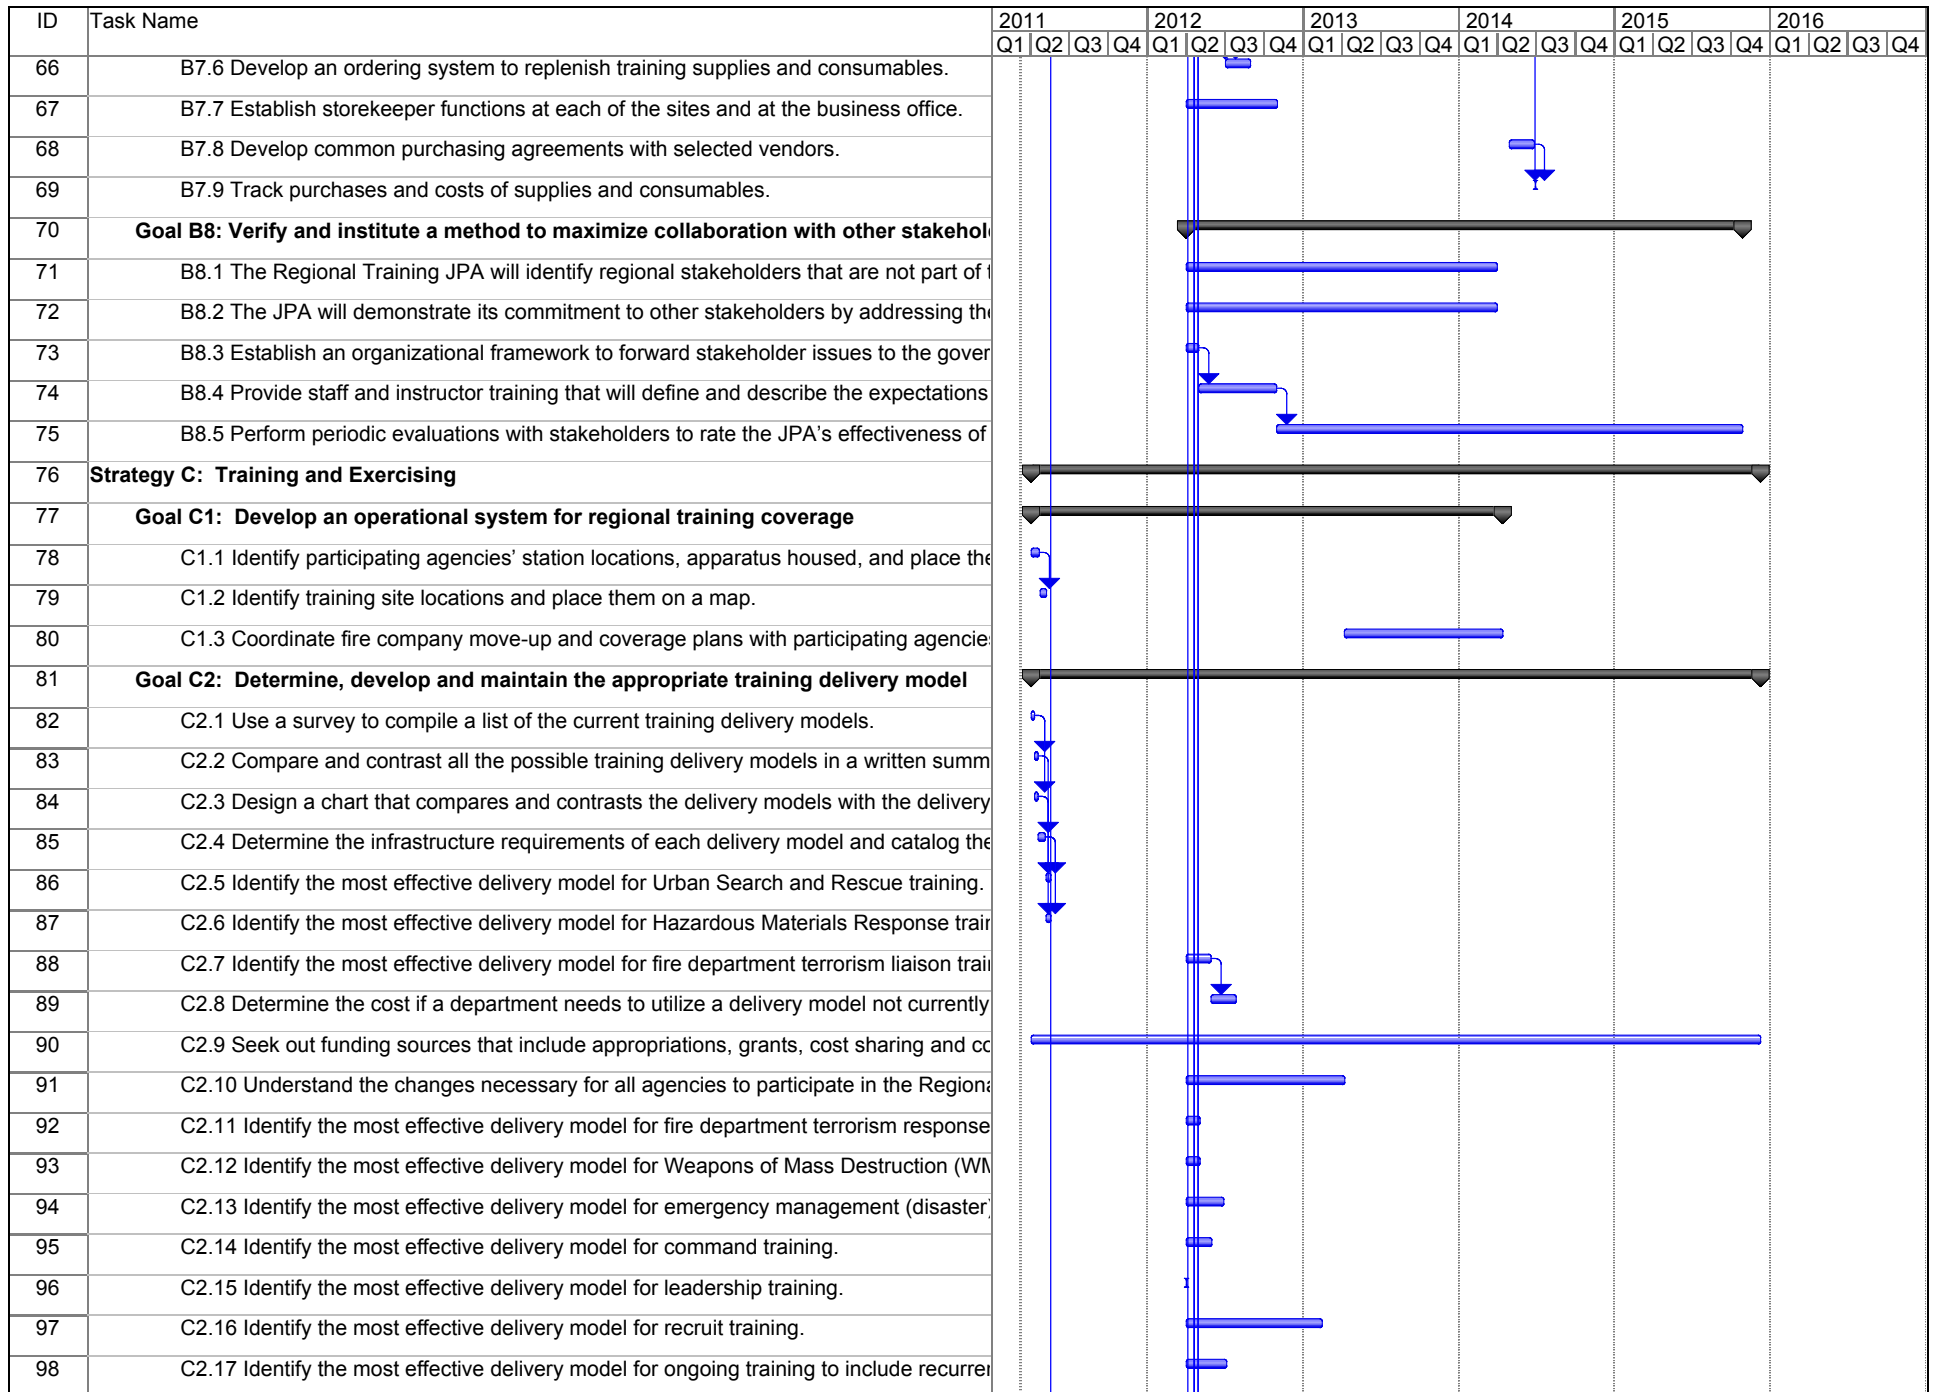 ID Task Name 2011 2012 2013 2014 2015 2016
Q1 Q2 Q3 Q4 Q1 Q2 Q3 Q4 Q1 Q2 Q3 Q4 Q1 Q2 Q3 Q4 Q1 Q2 Q3 Q4 Q1 Q2 Q3 Q4
66 B7.6 Develop an ordering system to replenish training supplies and consumables.
67 B7.7 Establish storekeeper functions at each of the sites and at the business office.
68 B7.8 Develop common purchasing agreements with selected vendors.
69 B7.9 Track purchases and costs of supplies and consumables.
70 Goal B8: Verify and institute a method to maximize collaboration with other stakehol
71 B8.1 The Regional Training JPA will identify regional stakeholders that are not part of
72 B8.2 The JPA will demonstrate its commitment to other stakeholders by addressing the
73 B8.3 Establish an organizational framework to forward stakeholder issues to the gover
74 B8.4 Provide staff and instructor training that will define and describe the expectations
75 B8.5 Perform periodic evaluations with stakeholders to rate the JPA’s effectiveness of
76 Strategy C: Training and Exercising
77 Goal C1: Develop an operational system for regional training coverage
78 C1.1 Identify participating agencies’ station locations, apparatus housed, and place the
79 C1.2 Identify training site locations and place them on a map.
80 C1.3 Coordinate fire company move-up and coverage plans with participating agencies
81 Goal C2: Determine, develop and maintain the appropriate training delivery model
82 C2.1 Use a survey to compile a list of the current training delivery models.
83 C2.2 Compare and contrast all the possible training delivery models in a written summ
84 C2.3 Design a chart that compares and contrasts the delivery models with the delivery
85 C2.4 Determine the infrastructure requirements of each delivery model and catalog the
86 C2.5 Identify the most effective delivery model for Urban Search and Rescue training.
87 C2.6 Identify the most effective delivery model for Hazardous Materials Response trai
88 C2.7 Identify the most effective delivery model for fire department terrorism liaison trai
89 C2.8 Determine the cost if a department needs to utilize a delivery model not currently
90 C2.9 Seek out funding sources that include appropriations, grants, cost sharing and co
91 C2.10 Understand the changes necessary for all agencies to participate in the Regiona
92 C2.11 Identify the most effective delivery model for fire department terrorism response
93 C2.12 Identify the most effective delivery model for Weapons of Mass Destruction (WM
94 C2.13 Identify the most effective delivery model for emergency management (disaster)
95 C2.14 Identify the most effective delivery model for command training.
96 C2.15 Identify the most effective delivery model for leadership training.
97 C2.16 Identify the most effective delivery model for recruit training.
98 C2.17 Identify the most effective delivery model for ongoing training to include recurre